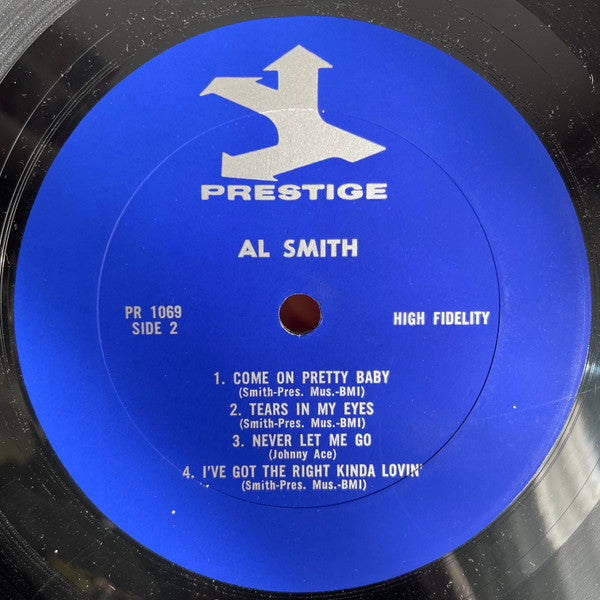 PRESTIGE
AL SMITH
PR 1069
SIDE 2
HIGH FIDELITY
1. COME ON PRETTY BABY
(Smith-Pres. Mus.-BMI)
2. TEARS IN MY EYES
(Smith-Pres. Mus.-BMI)
3. NEVER LET ME GO
(Johnny Ace)
4. I'VE GOT THE RIGHT KINDA LOVIN'
(Smith-Pres. Mus.-BMI)